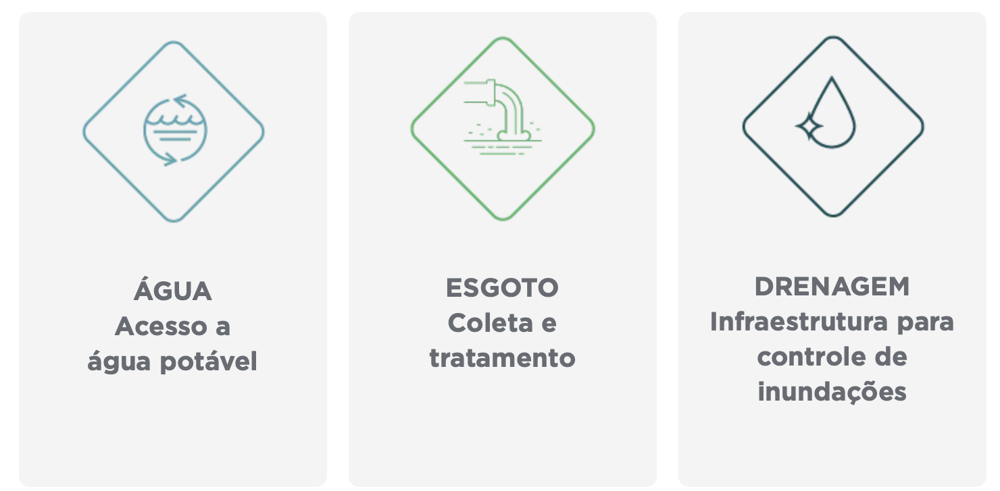 ÁGUA
Acesso a
água potável
ESGOTO
Coleta e
tratamento
DRENAGEM
Infraestrutura para
controle de
inundações